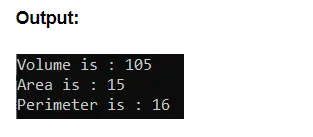 Output:
Volume is : 105
Area is : 15
Perimeter is : 16